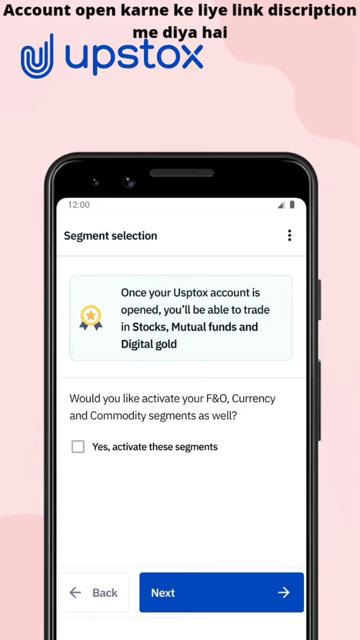 Account open karne ke liye link discription
me diya hai
upstox
12:00
Segment selection
Once your Usptox account is
opened, you'll be able to trade
in Stocks, Mutual funds and
Digital gold
Would you like activate your F&O, Currency
and Commodity segments as well?
Yes, activate these segments
Back
Next